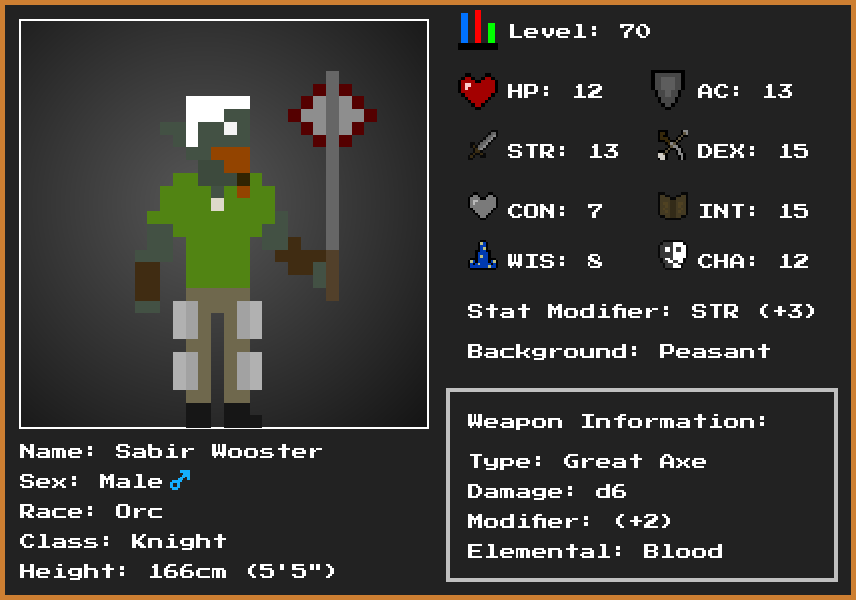 Level: 70
HP: 12 AC: 13
STR: 13 DEX: 15
CON: 7 INT: 15
WIS: 8 CHA: 12
Stat Modifier: STR (+3)
Background: Peasant
Weapon Information:
Type: Great Axe
Damage: d6
Modifier: (+2)
Elemental: Blood
Name: Sabir Wooster
Sex: Male♂
Race: Orc
Class: Knight
Height: 166cm (5'5")